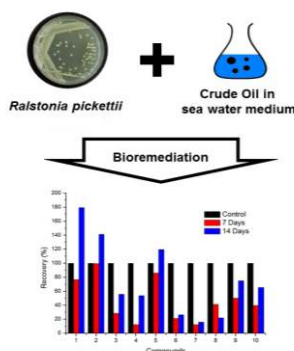 Ralstonia pickettii
Crude Oil in
sea water medium
Bioremediation
Recovery (%)
200
180
160
140
120
100
80
60
40
20
0
Control
7 Days
14 Days
1 2 3 4 5 6 7 8 9 10
Compounds